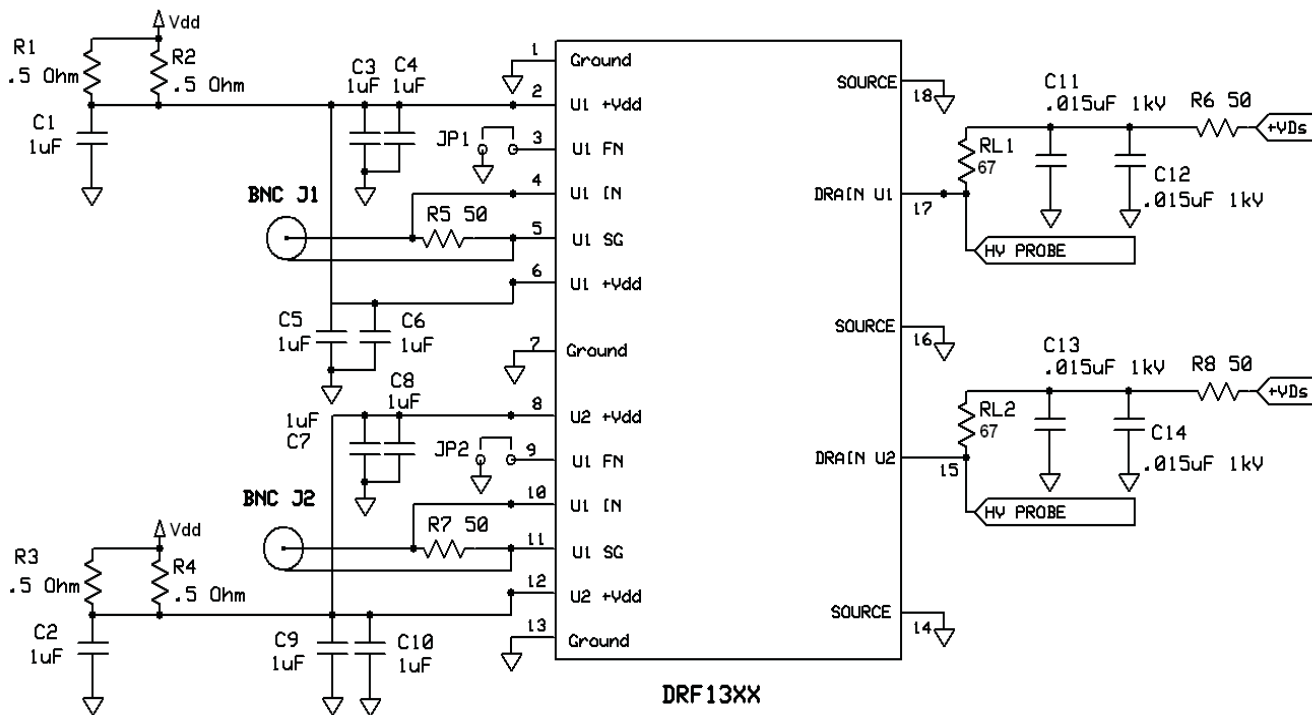 Vdd
R1
.5 Ohm
R2
.5 Ohm
C1
1uF
C3
1uF
C4
1uF
JP1
BNC J1
R5 50
C5
1uF
C6
1uF
C8
1uF
1uF
C7
JP2
BNC J2
R7 50
Vdd
R3
.5 Ohm
R4
.5 Ohm
C2
1uF
C9
1uF
C10
1uF
1 Ground
2 U1 +Vdd
3 U1 FN
4 U1 IN
5 U1 SG
6 U1 +Vdd
7 Ground
8 U2 +Vdd
9 U1 FN
10 U1 IN
11 U1 SG
12 U2 +Vdd
13 Ground
SOURCE 18
DRAIN U1 17
SOURCE 16
DRAIN U2 15
SOURCE 14
C11
.015uF 1kV
R6 50
+VDs
RL1
67
C12
.015uF 1kV
HV PROBE
C13
.015uF 1kV
R8 50
+VDs
RL2
67
C14
.015uF 1kV
HV PROBE
DRF13XX